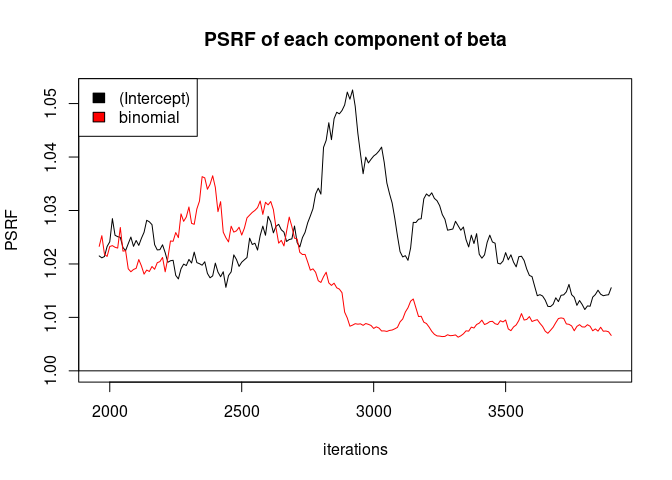 PSRF of each component of beta
(Intercept)
binomial
PSRF
1.05
1.04
1.03
1.02
1.01
1.00
2000 2500 3000 3500
iterations